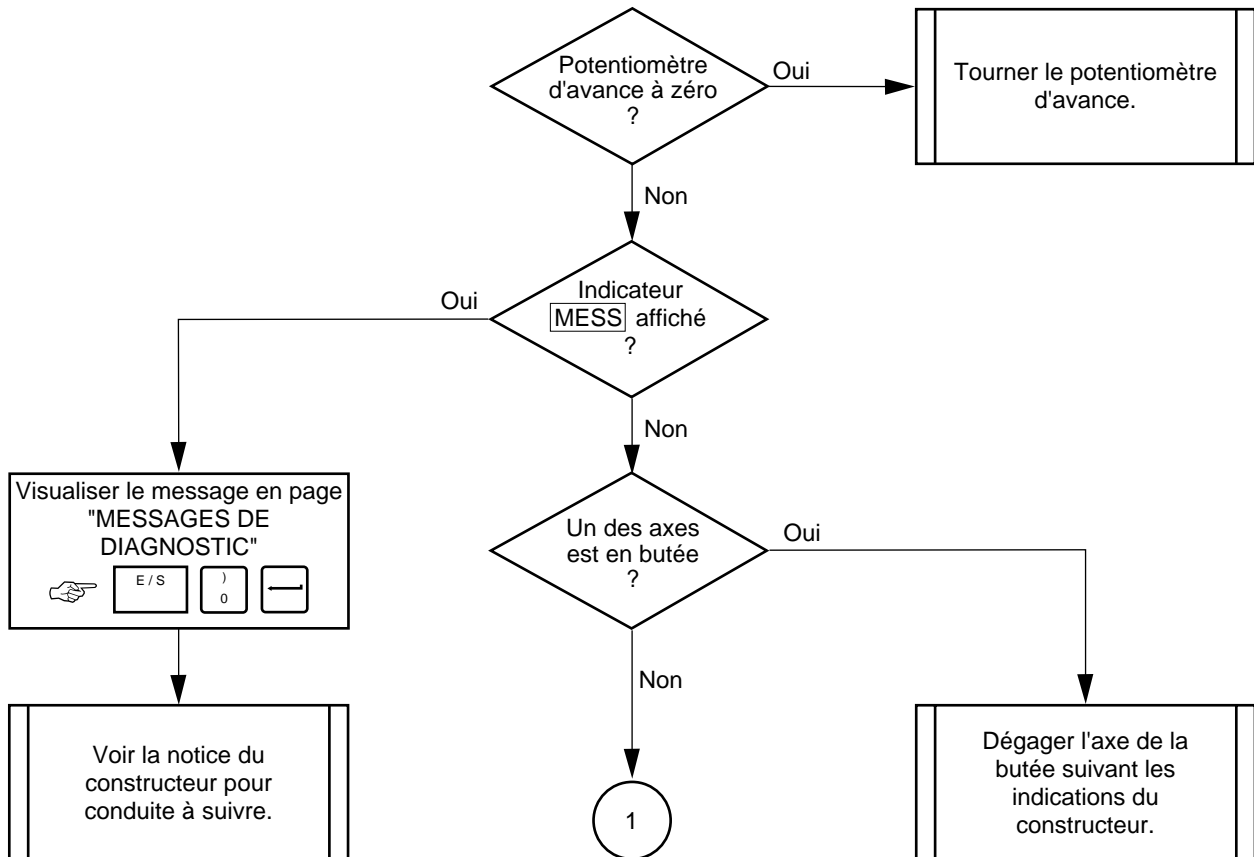 Potentiomètre
d'avance à zéro
?
Oui
Tourner le potentiomètre
d'avance.
Non
Indicateur
MESS affiché
?
Oui
Non
Visualiser le message en page
"MESSAGES DE
DIAGNOSTIC"
E / S
)
0
Un des axes
est en butée
?
Oui
Non
Voir la notice du
constructeur pour
conduite à suivre.
1
Dégager l'axe de la
butée suivant les
indications du
constructeur.